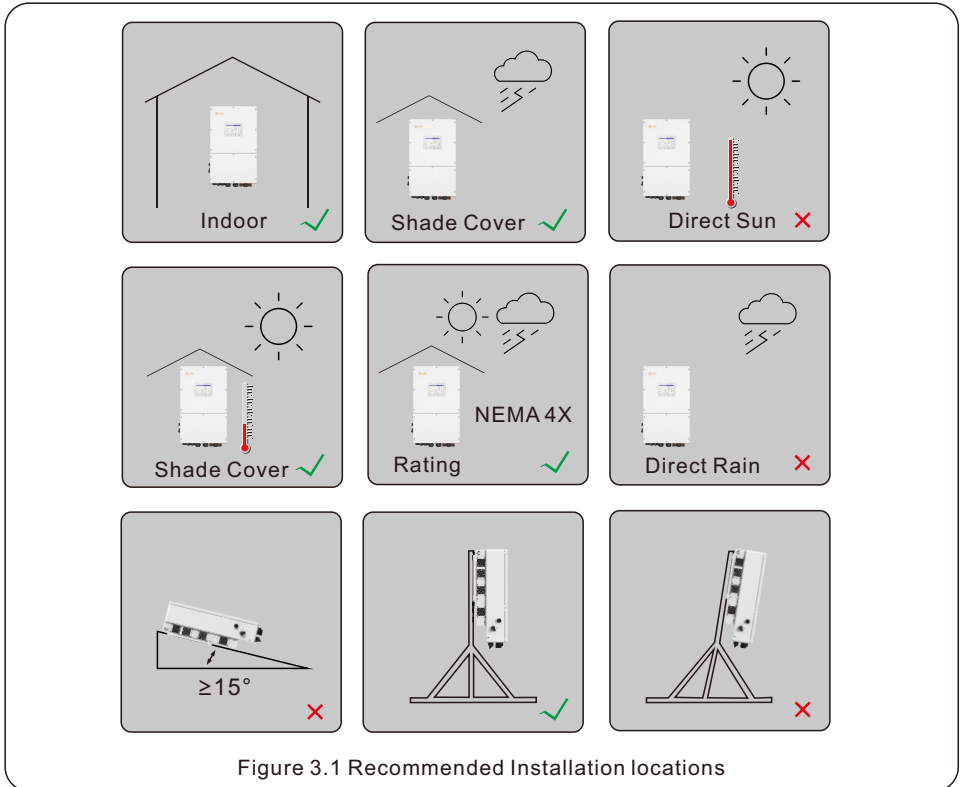 Indoor
Shade Cover
Direct Sun
Shade Cover
NEMA 4X
Rating
Direct Rain
≥15°
Figure 3.1 Recommended Installation locations